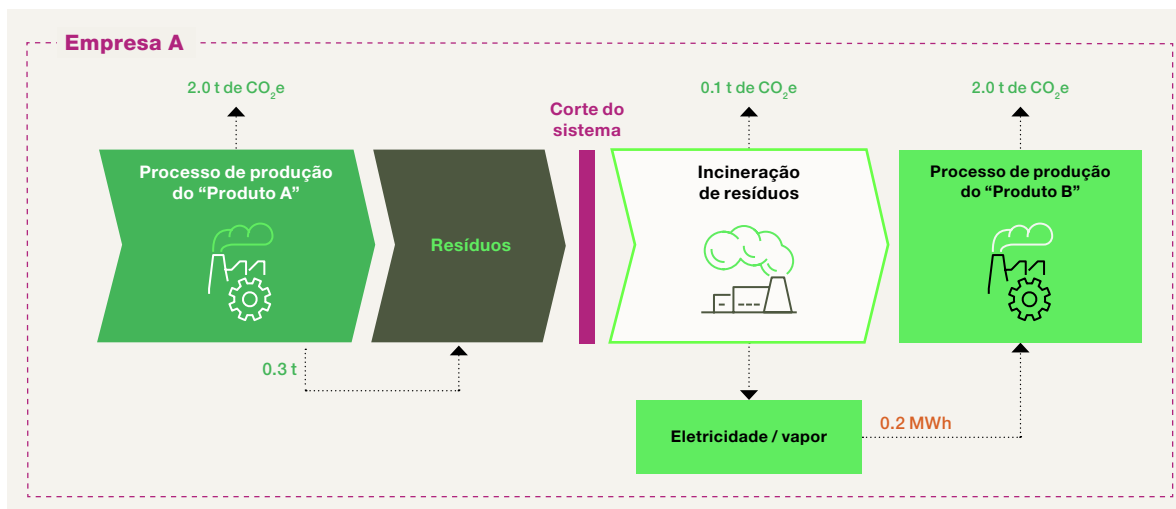 Empresa A
2.0 t de CO₂e
0.1 t de CO₂e
2.0 t de CO₂e
Corte do
sistema
Processo de produção
do “Produto A”
Resíduos
Incineração
de resíduos
Processo de produção
do “Produto B”
0.3 t
Eletricidade / vapor
0.2 MWh